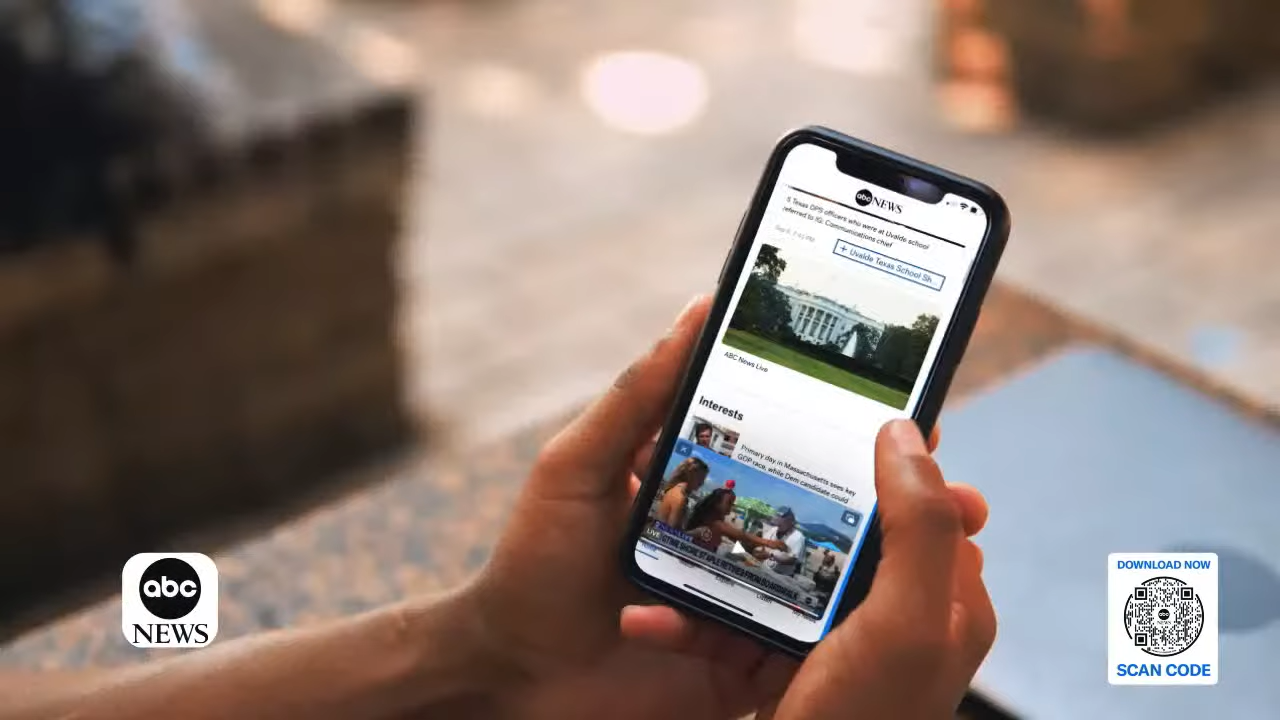 abc NEWS
5 Texas DPS officers who were at Uvalde school
referred to IG: Communications chief
+ Uvalde Texas School Sh...
ABC News Live
Interests
Primary day in Massachusetts sees key
GOP race, while Dem candidate could
LIVE
abc
NEWS
DOWNLOAD NOW
abc
SCAN CODE